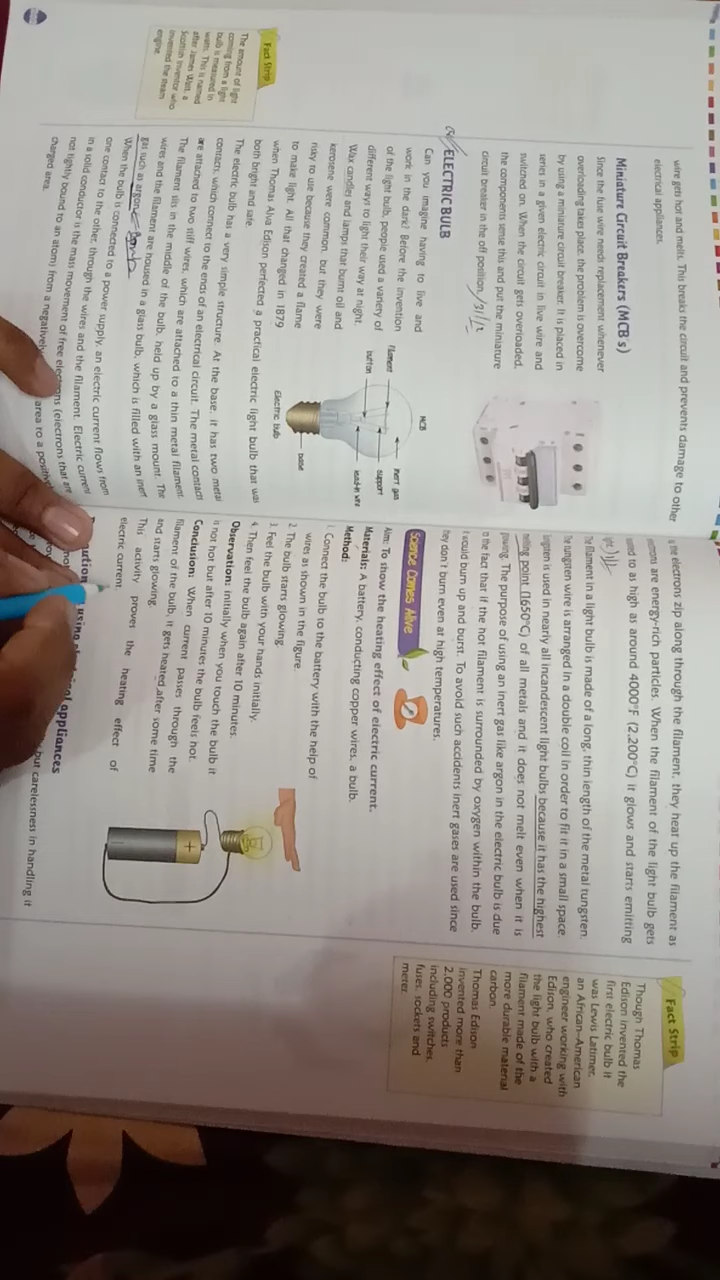 wire gets hot and melts. This breaks the circuit and prevents damage to other
electrical appliances.
Miniature Circuit Breakers (MCB s)
Since the fuse wire needs replacement whenever
overloading takes place, the problem is overcome
by using a miniature circuit breaker. It is placed in
series in a given electric circuit in live wire and
switched on. When the circuit gets overloaded,
the components sense this and put the miniature
circuit breaker in the off position.
MCB
ELECTRIC BULB
Can you imagine having to live and
work in the dark? Before the invention
of the light bulb, people used a variety of
different ways to light their way at night.
Wax candles and lamps that burnt oil and
kerosene were common, but they were
risky to use because they created a flame
to make light. All that changed in 1879
when Thomas Alva Edison perfected a practical electric light bulb that was
both bright and safe.
filament
button
inert gas
support
lead-in wire
base
Electric bulb
The electric bulb has a very simple structure. At the base, it has two metal
contacts, which connect to the ends of an electrical circuit. The metal contacts
are attached to two stiff wires, which are attached to a thin metal filament.
The filament sits in the middle of the bulb, held up by a glass mount. The
wires and the filament are housed in a glass bulb, which is filled with an inert
gas such as argon.
When the bulb is connected to a power supply, an electric current flows from
one contact to the other, through the wires and the filament. Electric current
in a solid conductor is the mass movement of free electrons (electrons that are
not tightly bound to an atom) from a negatively
charged area.
Fact Strip
The amount of light
coming from a light
bulb is measured in
watts. This is named
after James Watt, a
Scottish inventor who
invented the steam
engine.
the electrons zip along through the filament, they heat up the filament as
are energy-rich particles. When the filament of the light bulb gets
to as high as around 4000°F (2,200°C) it glows and starts emitting
filament in a light bulb is made of a long, thin length of the metal tungsten.
tungsten wire is arranged in a double coil in order to fit it in a small space.
is used in nearly all incandescent light bulbs because it has the highest
melting point (1650°C) of all metals and it does not melt even when it is
The purpose of using an inert gas like argon in the electric bulb is due
the fact that if the hot filament is surrounded by oxygen within the bulb,
would burn up and burst. To avoid such accidents inert gases are used since
they don't burn even at high temperatures.
Science Comes Alive
Aim: To show the heating effect of electric current.
Materials: A battery, conducting copper wires, a bulb.
Method:
1. Connect the bulb to the battery with the help of
wires as shown in the figure.
2. The bulb starts glowing.
3. Feel the bulb with your hands initially.
4. Then feel the bulb again after 10 minutes.
Observation: Initially when you touch the bulb it
is not hot but after 10 minutes the bulb feels hot.
Conclusion: When current passes through the
filament of the bulb, it gets heated after some time
and starts glowing.
This activity proves the heating effect of
electric current.
using electrical appliances
but carelessness in handling it
Fact Strip
Though Thomas
Edison invented the
first electric bulb it
was Lewis Latimer,
an African-American
engineer working with
Edison, who created
the light bulb with a
filament made of the
more durable material
carbon.
Thomas Edison
invented more than
2,000 products
including switches,
fuses, sockets and
meter.